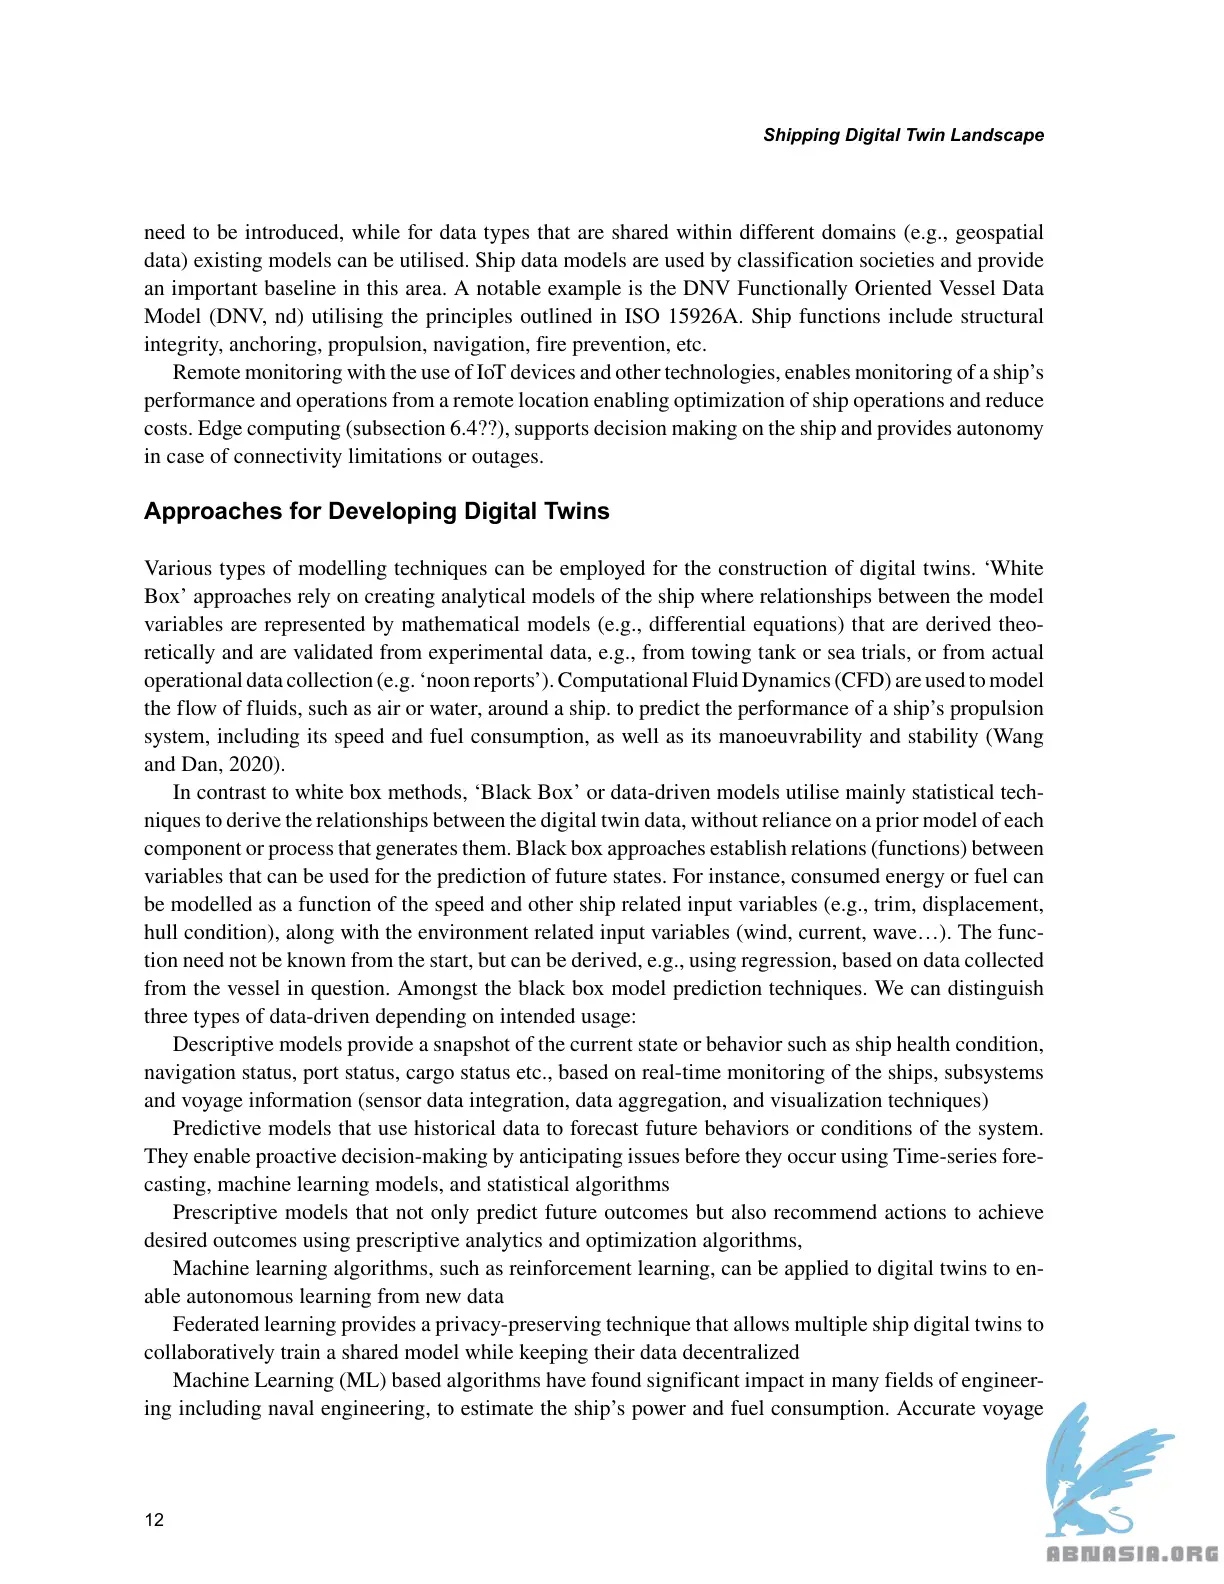 Shipping Digital Twin Landscape
need to be introduced, while for data types that are shared within different domains (e.g., geospatial
data) existing models can be utilised. Ship data models are used by classification societies and provide
an important baseline in this area. A notable example is the DNV Functionally Oriented Vessel Data
Model (DNV, nd) utilising the principles outlined in ISO 15926A. Ship functions include structural
integrity, anchoring, propulsion, navigation, fire prevention, etc.
Remote monitoring with the use of IoT devices and other technologies, enables monitoring of a ship’s
performance and operations from a remote location enabling optimization of ship operations and reduce
costs. Edge computing (subsection 6.4??), supports decision making on the ship and provides autonomy
in case of connectivity limitations or outages.
Approaches for Developing Digital Twins
Various types of modelling techniques can be employed for the construction of digital twins. ‘White
Box’ approaches rely on creating analytical models of the ship where relationships between the model
variables are represented by mathematical models (e.g., differential equations) that are derived theo-
retically and are validated from experimental data, e.g., from towing tank or sea trials, or from actual
operational data collection (e.g. ‘noon reports’). Computational Fluid Dynamics (CFD) are used to model
the flow of fluids, such as air or water, around a ship. to predict the performance of a ship’s propulsion
system, including its speed and fuel consumption, as well as its manoeuvrability and stability (Wang
and Dan, 2020).
In contrast to white box methods, ‘Black Box’ or data-driven models utilise mainly statistical tech-
niques to derive the relationships between the digital twin data, without reliance on a prior model of each
component or process that generates them. Black box approaches establish relations (functions) between
variables that can be used for the prediction of future states. For instance, consumed energy or fuel can
be modelled as a function of the speed and other ship related input variables (e.g., trim, displacement,
hull condition), along with the environment related input variables (wind, current, wave…). The func-
tion need not be known from the start, but can be derived, e.g., using regression, based on data collected
from the vessel in question. Amongst the black box model prediction techniques. We can distinguish
three types of data-driven depending on intended usage:
Descriptive models provide a snapshot of the current state or behavior such as ship health condition,
navigation status, port status, cargo status etc., based on real-time monitoring of the ships, subsystems
and voyage information (sensor data integration, data aggregation, and visualization techniques)
Predictive models that use historical data to forecast future behaviors or conditions of the system.
They enable proactive decision-making by anticipating issues before they occur using Time-series fore-
casting, machine learning models, and statistical algorithms
Prescriptive models that not only predict future outcomes but also recommend actions to achieve
desired outcomes using prescriptive analytics and optimization algorithms,
Machine learning algorithms, such as reinforcement learning, can be applied to digital twins to en-
able autonomous learning from new data
Federated learning provides a privacy-preserving technique that allows multiple ship digital twins to
collaboratively train a shared model while keeping their data decentralized
Machine Learning (ML) based algorithms have found significant impact in many fields of engineer-
ing including naval engineering, to estimate the ship’s power and fuel consumption. Accurate voyage
12
ABNASIA.ORG